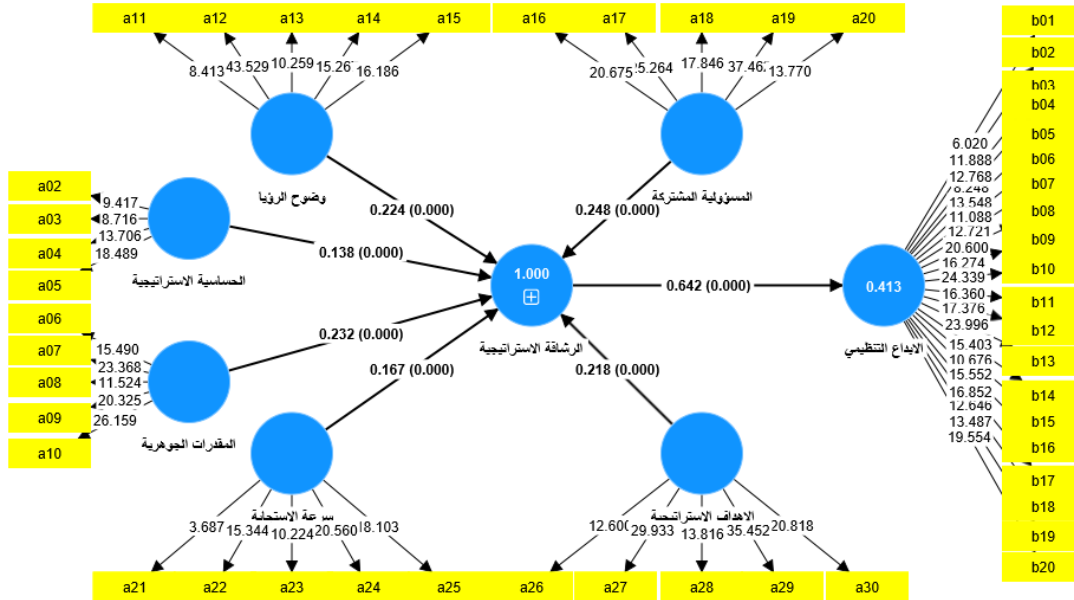 a11 a12 a13 a14 a15 a16 a17 a18 a19 a20
8.413 43.529 10.259 16.186
20.675 17.846 13.770
وضوح الرؤيا
المسؤولية المشتركة
0.224 (0.000)
0.248 (0.000)
a02
a03
a04
a05
9.417
8.716
13.706
18.489
الحساسية الاستراتيجية
0.138 (0.000)
a06
a07
a08
a09
a10
15.490
23.368
11.524
20.325
26.159
المقدرات الجوهرية
0.232 (0.000)
1.000
الرشاقة الاستراتيجية
0.642 (0.000)
0.413
الابداع التنظيمي
0.167 (0.000)
0.218 (0.000)
سرعة الاستجابة
الاهداف الاستراتيجية
3.687 15.344 10.224 20.560 18.103
12.600 29.933 13.816 35.452 20.818
a21 a22 a23 a24 a25 a26 a27 a28 a29 a30
6.020
11.888
12.768
8.248
13.548
11.088
12.721
20.600
16.274
24.339
16.360
17.376
23.996
15.403
10.676
15.552
16.852
12.646
13.487
19.554
b01
b02
b03
b04
b05
b06
b07
b08
b09
b10
b11
b12
b13
b14
b15
b16
b17
b18
b19
b20